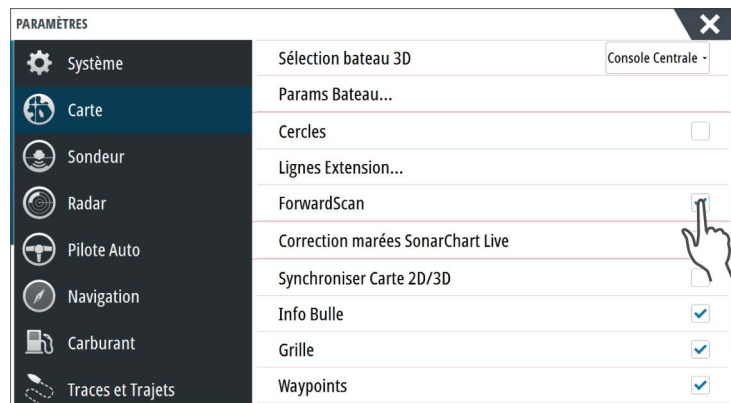 PARAMÈTRES
Système
Carte
Sondeur
Radar
Pilote Auto
Navigation
Carburant
Traces et Trajets
Sélection bateau 3D
Console Centrale
Params Bateau...
Cercles
Lignes Extension...
ForwardScan
Correction marées SonarChart Live
Synchroniser Carte 2D/3D
Info Bulle
Grille
Waypoints